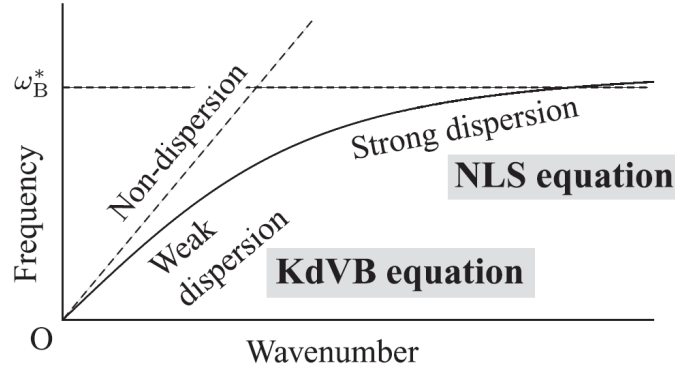 ω*B
Non-dispersion
Strong dispersion
NLS equation
Frequency
Weak
dispersion
KdVB equation
O
Wavenumber